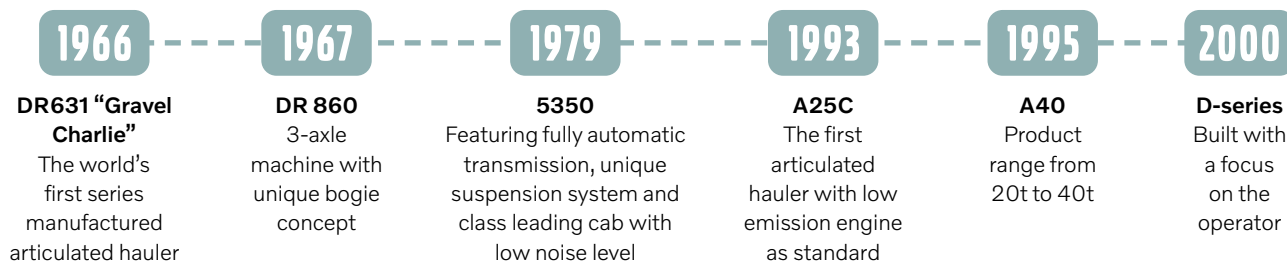 1966
DR631 “Gravel
Charlie”
The world’s
first series
manufactured
articulated hauler
1967
DR 860
3-axle
machine with
unique bogie
concept
1979
5350
Featuring fully automatic
transmission, unique
suspension system and
class leading cab with
low noise level
1993
A25C
The first
articulated
hauler with low
emission engine
as standard
1995
A40
Product
range from
20t to 40t
2000
D-series
Built with
a focus
on the
operator